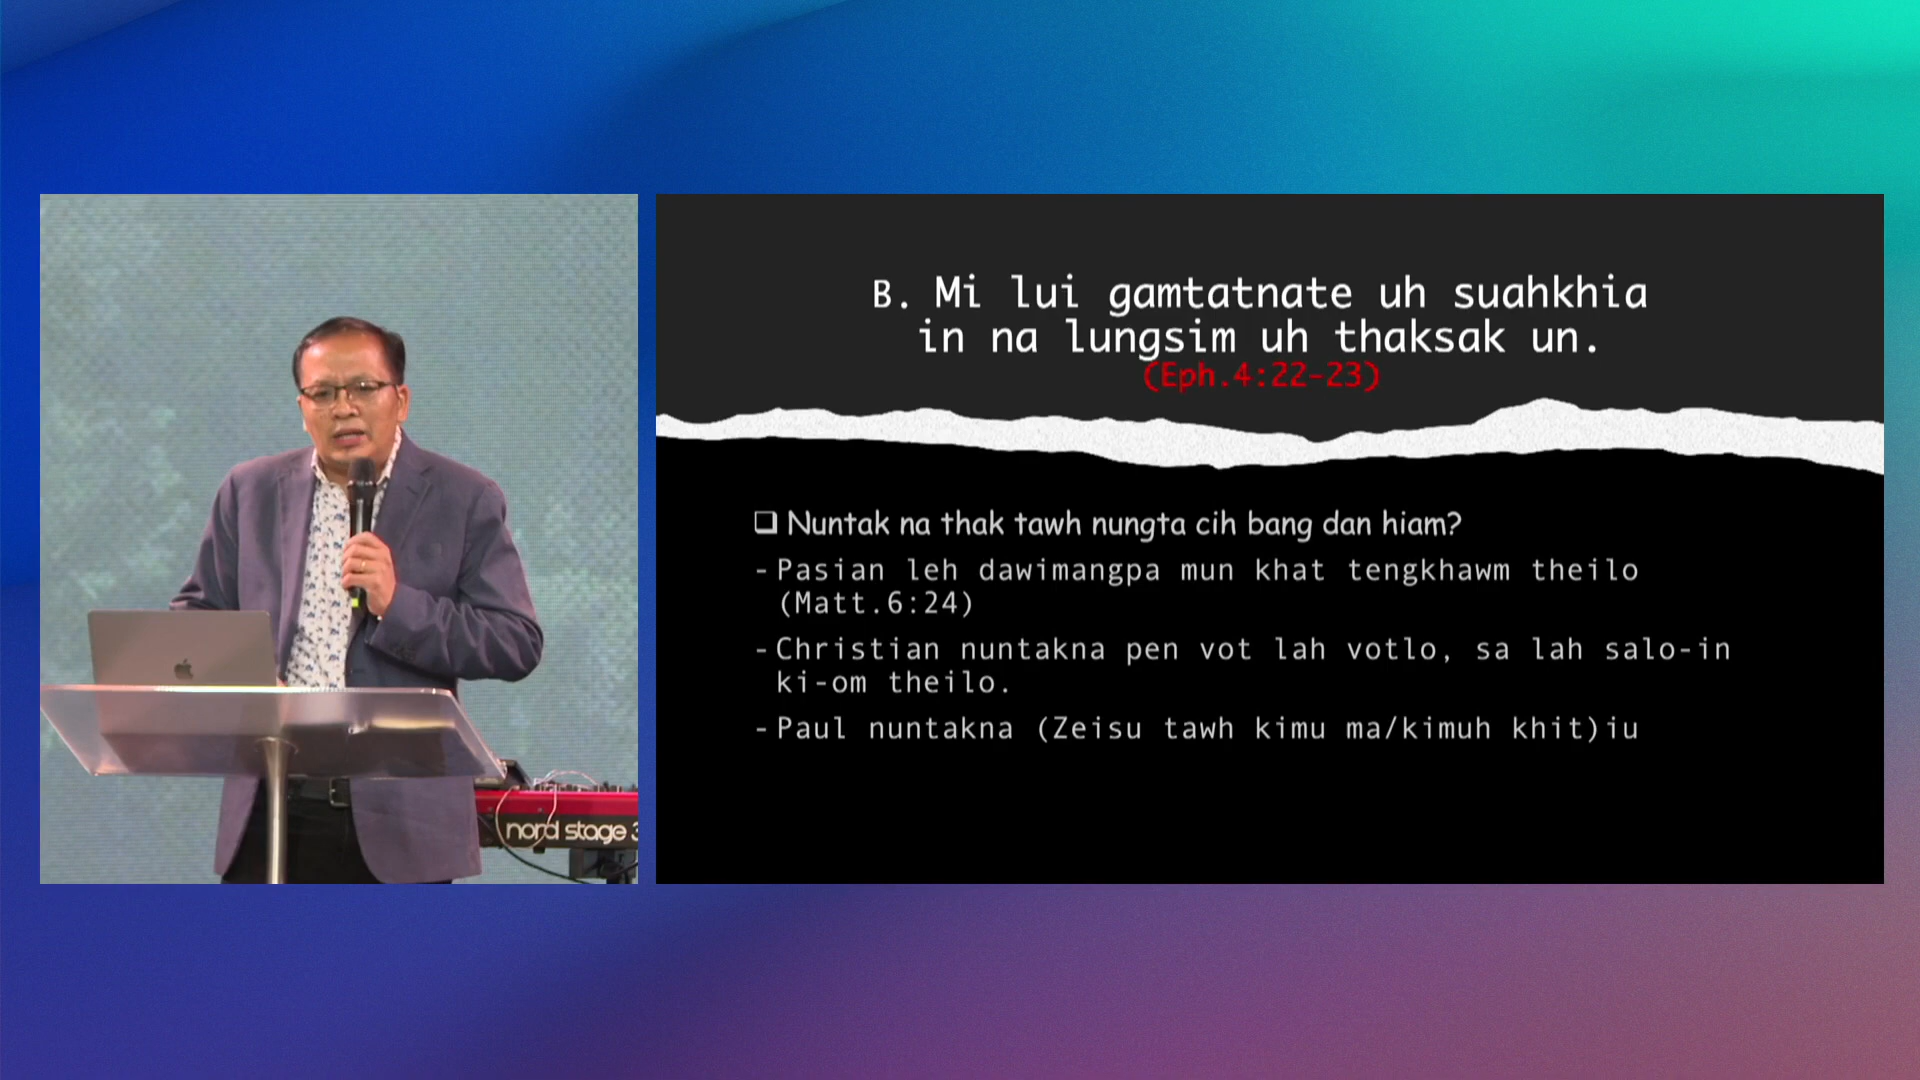 B. Mi lui gamtatnate uh suahkhia
in na lungsim uh thaksak un.
(Eph.4:22-23)
❑ Nuntak na thak tawh nungta cih bang dan hiam?
- Pasian leh dawimangpa mun khat tengkhawm theilo
(Matt.6:24)
- Christian nuntakna pen vot lah votlo, sa lah salo-in
ki-om theilo.
- Paul nuntakna (Zeisu tawh kimu ma/kimuh khit)iu
nord stage 3